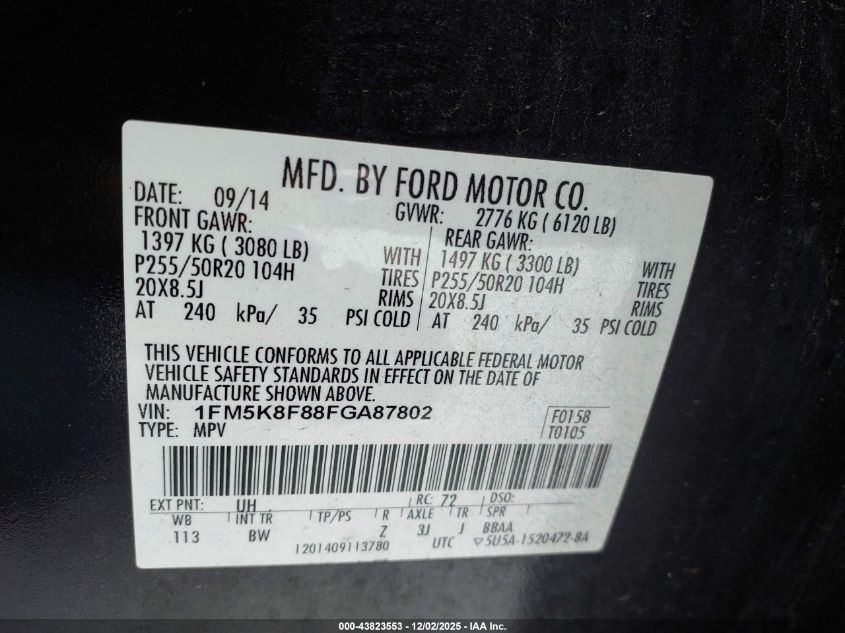 MFD. BY FORD MOTOR CO.
DATE: 09/14 GVWR: 2776 KG ( 6120 LB)
FRONT GAWR: REAR GAWR:
1397 KG ( 3080 LB) WITH 1497 KG ( 3300 LB) WITH
P255/50R20 104H TIRES P255/50R20 104H TIRES
20X8.5J RIMS 20X8.5J RIMS
AT 240 kPa/ 35 PSI COLD AT 240 kPa/ 35 PSI COLD
THIS VEHICLE CONFORMS TO ALL APPLICABLE FEDERAL MOTOR
VEHICLE SAFETY STANDARDS IN EFFECT ON THE DATE OF
MANUFACTURE SHOWN ABOVE.
VIN: 1FM5K8F88FGA87802 F0158
TYPE: MPV T0105
EXT PNT: UH RC: 72 DSO:
WB INT TR TP/PS R AXLE TR SPR
113 BW Z 3J J BBAA
1201409113780 UTC ▽5U5A-1520472-BA
000-43823553 - 12/02/2025 - IAA Inc.